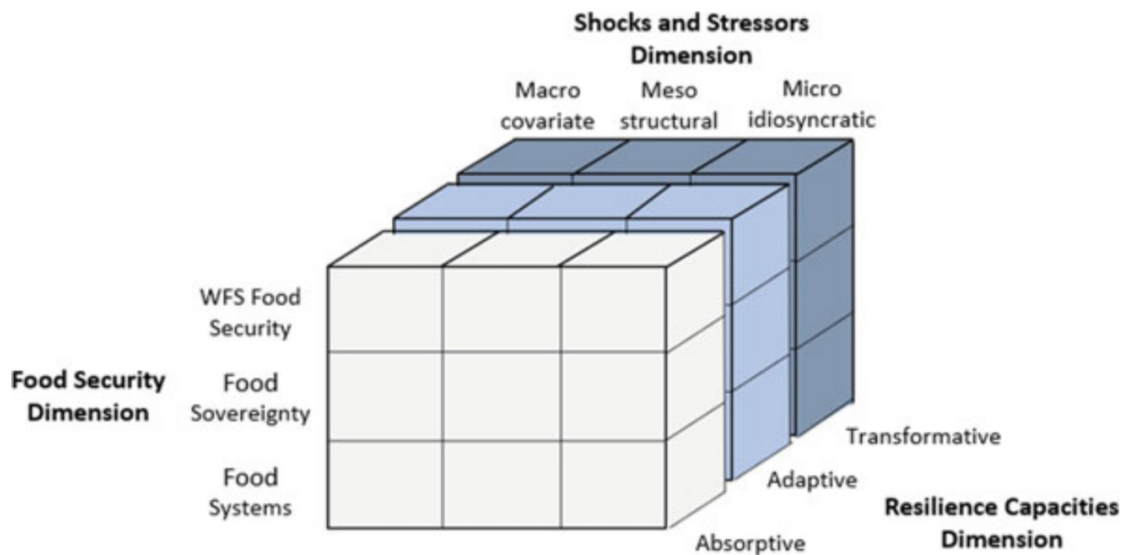 Shocks and Stressors
Dimension
Macro
covariate
Meso
structural
Micro
idiosyncratic
WFS Food
Security
Food Security
Dimension
Food
Sovereignty
Food
Systems
Transformative
Adaptive
Absorptive
Resilience Capacities
Dimension